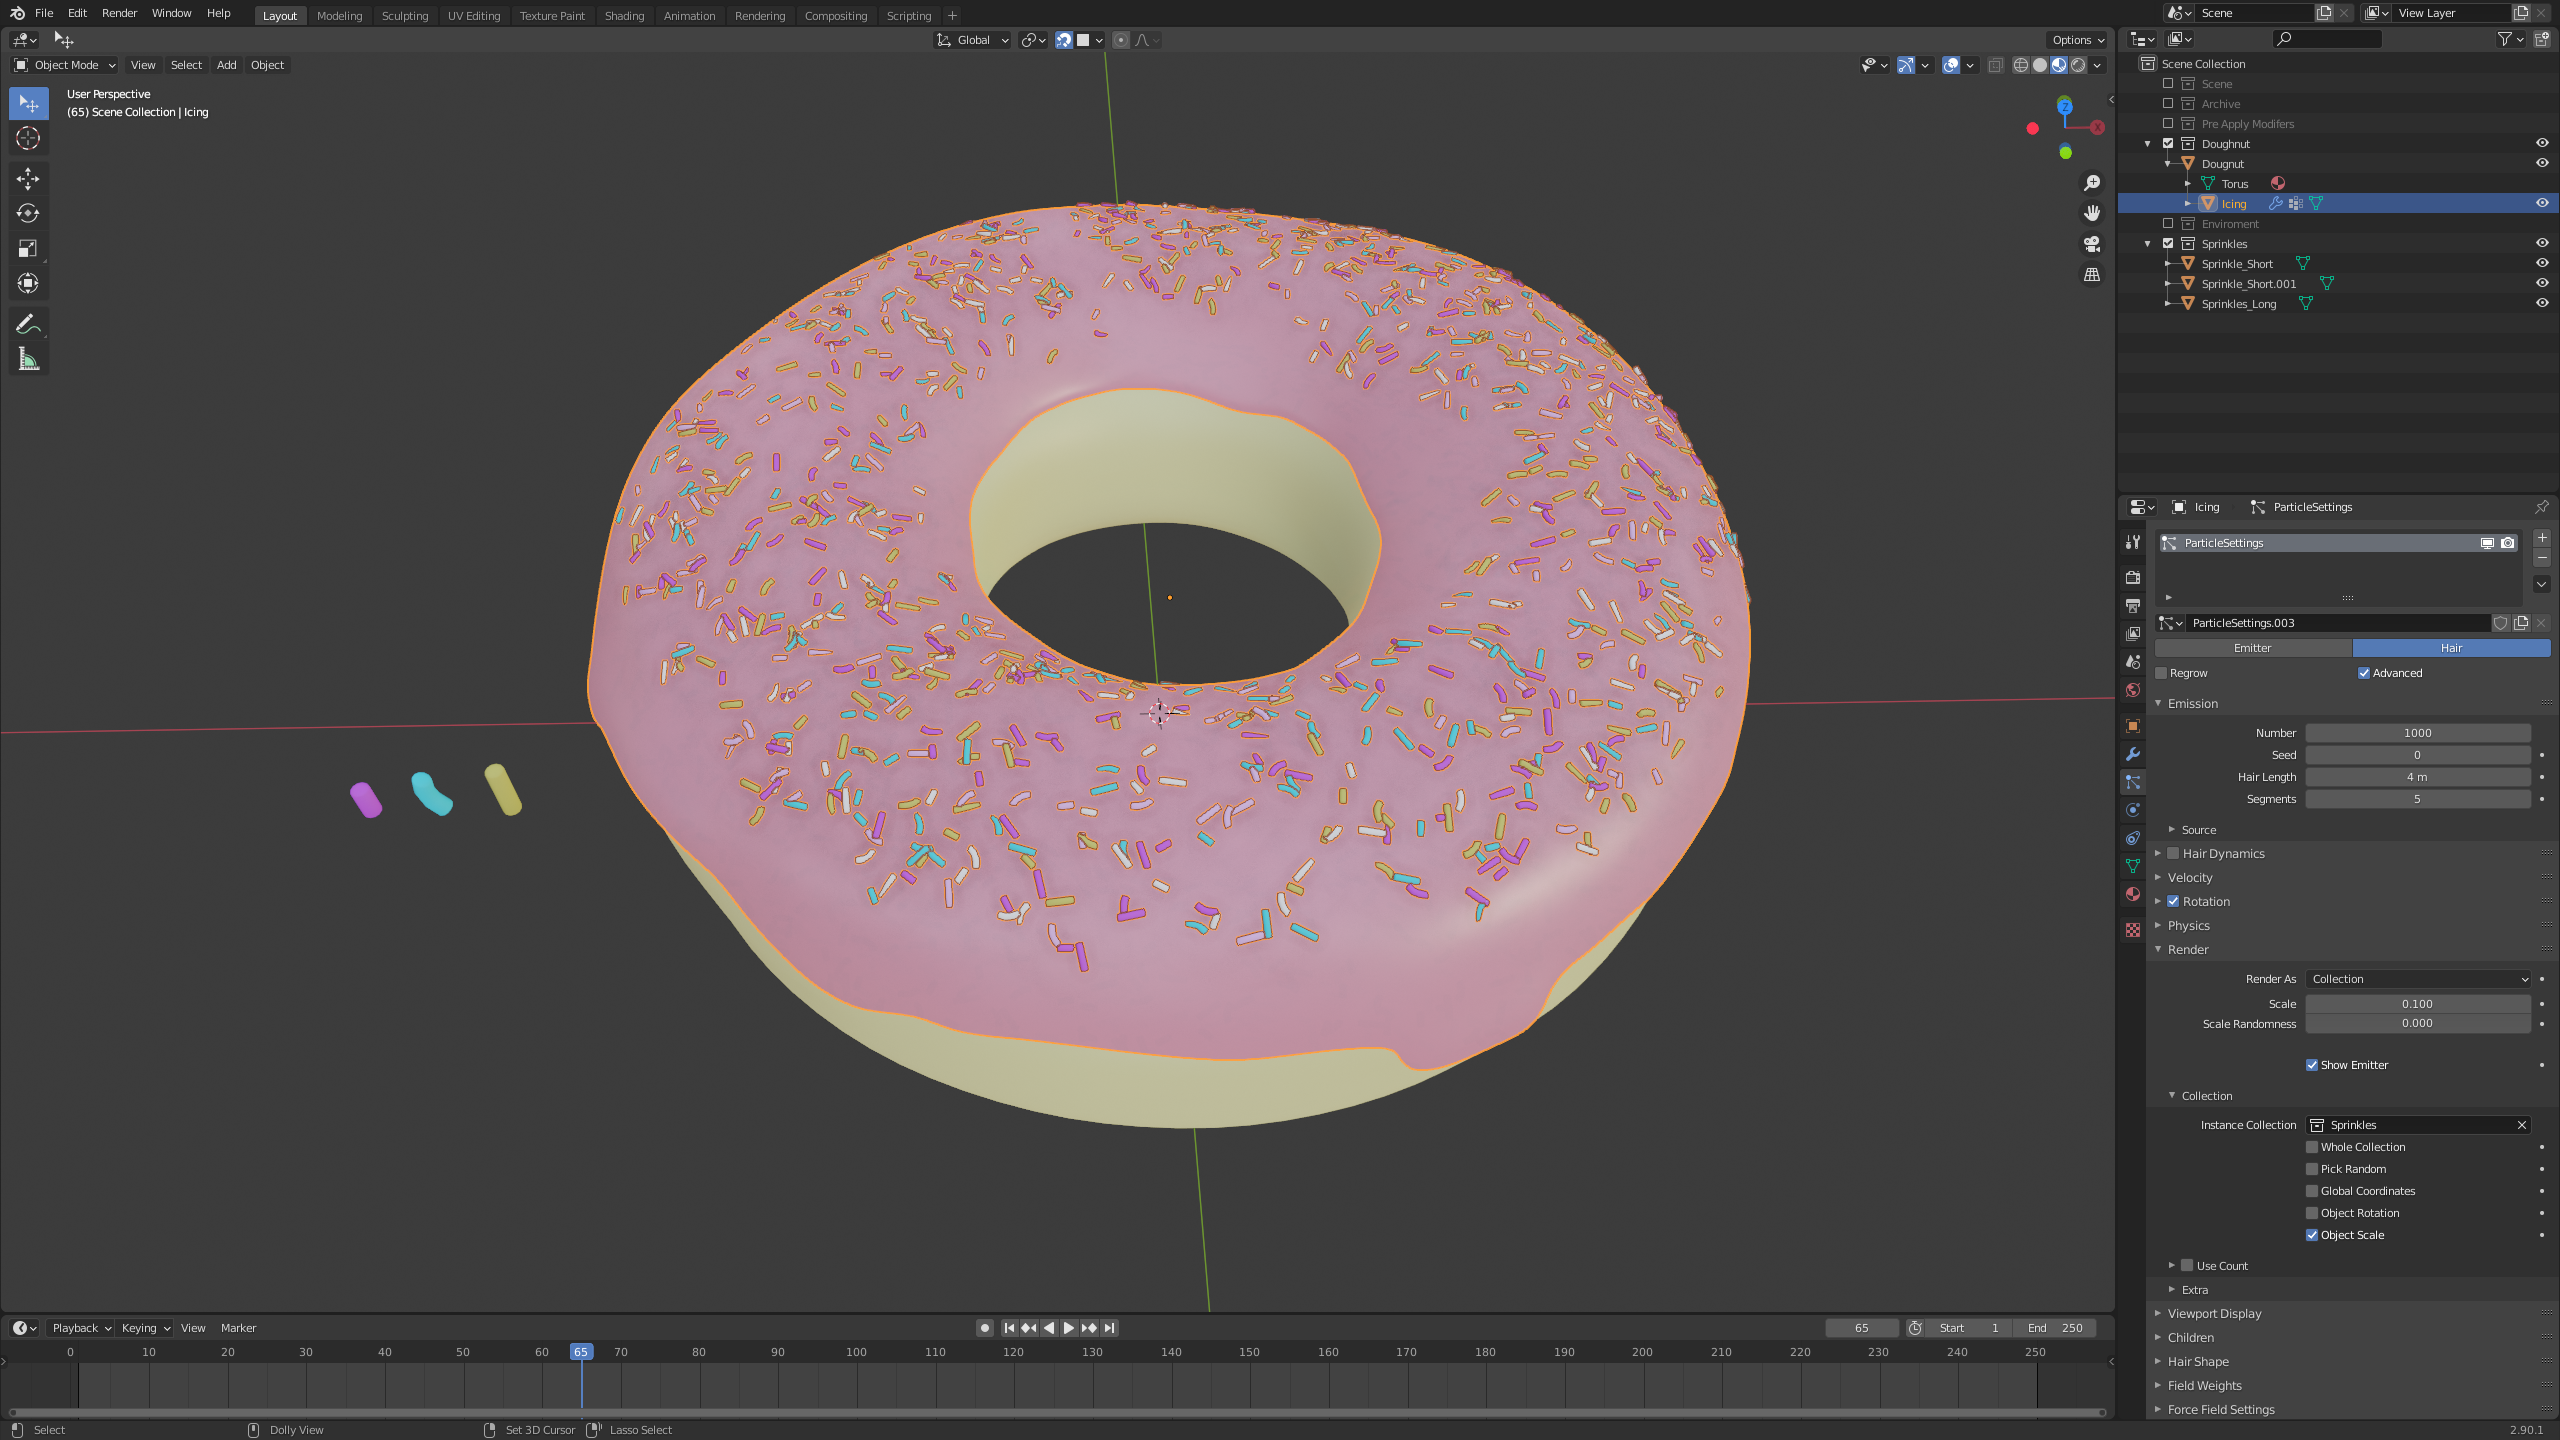 File Edit Render Window Help Layout Modeling Sculpting UV Editing Texture Paint Shading Animation Rendering Compositing Scripting + Scene View Layer
Global Options
Object Mode View Select Add Object
User Perspective
(65) Scene Collection | Icing
Z
X
Scene Collection
Scene
Archive
Pre Apply Modifers
Doughnut
Dougnut
Torus
Icing
Enviroment
Sprinkles
Sprinkle_Short
Sprinkle_Short.001
Sprinkles_Long
Icing ParticleSettings
ParticleSettings
ParticleSettings.003
Emitter Hair
Regrow Advanced
Emission
Number 1000
Seed 0
Hair Length 4 m
Segments 5
Source
Hair Dynamics
Velocity
Rotation
Physics
Render
Render As Collection
Scale 0.100
Scale Randomness 0.000
Show Emitter
Collection
Instance Collection Sprinkles
Whole Collection
Pick Random
Global Coordinates
Object Rotation
Object Scale
Use Count
Extra
Viewport Display
Children
Hair Shape
Field Weights
Force Field Settings
Playback Keying View Marker 65 Start 1 End 250
0 10 20 30 40 50 60 65 70 80 90 100 110 120 130 140 150 160 170 180 190 200 210 220 230 240 250
Select Dolly View Set 3D Cursor Lasso Select 2.90.1